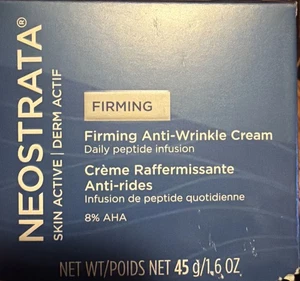 NEOSTRATA®
SKIN ACTIVE | DERM ACTIF
FIRMING
Firming Anti-Wrinkle Cream
Daily peptide infusion
Crème Raffermissante
Anti-rides
Infusion de peptide quotidienne
8% AHA
NET WT/POIDS NET 45 g/1.6 OZ